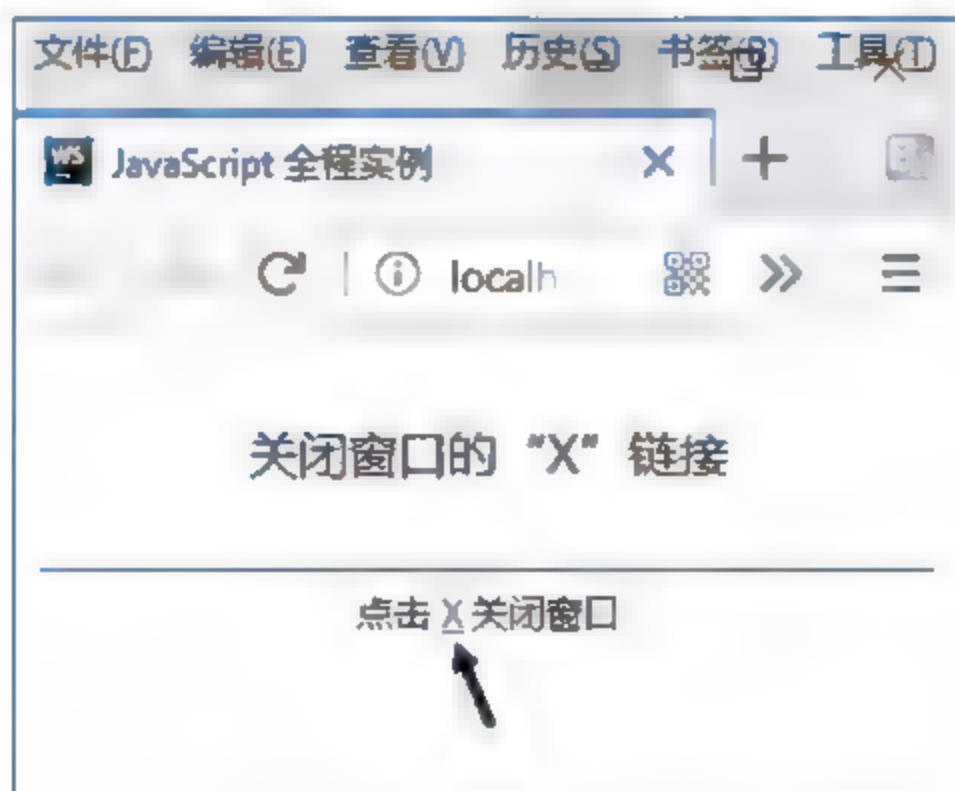 文件(F) 编辑(E) 查看(V) 历史(S) 书签(B) 工具(T)
WS JavaScript 全程实例
localh
关闭窗口的 “X” 链接
点击 X 关闭窗口